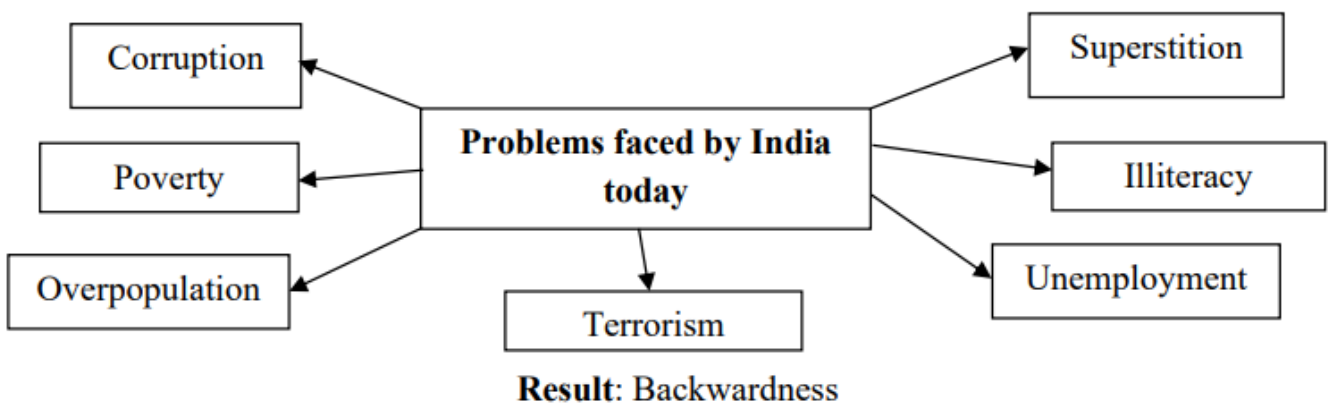 Corruption
Superstition
Problems faced by India
today
Poverty
Illiteracy
Overpopulation
Unemployment
Terrorism
Result: Backwardness